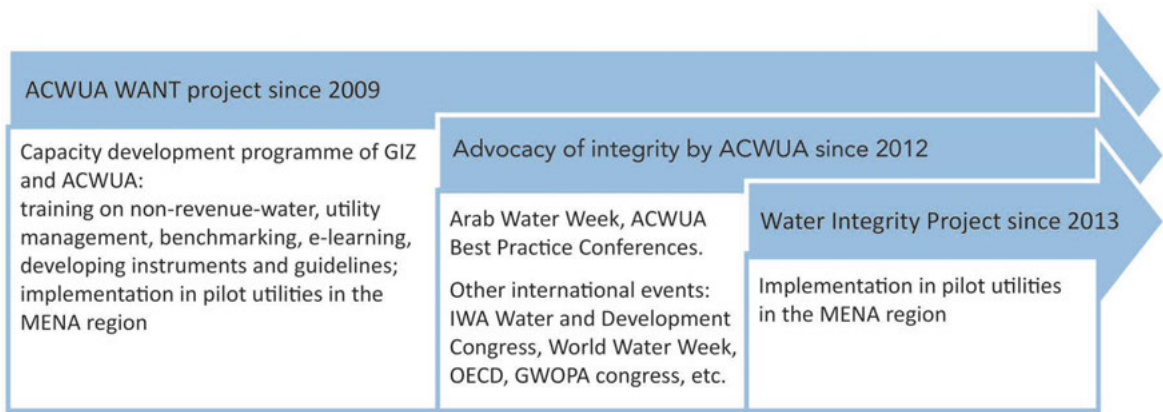 ACWUA WANT project since 2009
Capacity development programme of GIZ
and ACWUA:
training on non-revenue-water, utility
management, benchmarking, e-learning,
developing instruments and guidelines;
implementation in pilot utilities in the
MENA region
Advocacy of integrity by ACWUA since 2012
Arab Water Week, ACWUA
Best Practice Conferences.
Other international events:
IWA Water and Development
Congress, World Water Week,
OECD, GWOPA congress, etc.
Water Integrity Project since 2013
Implementation in pilot utilities
in the MENA region